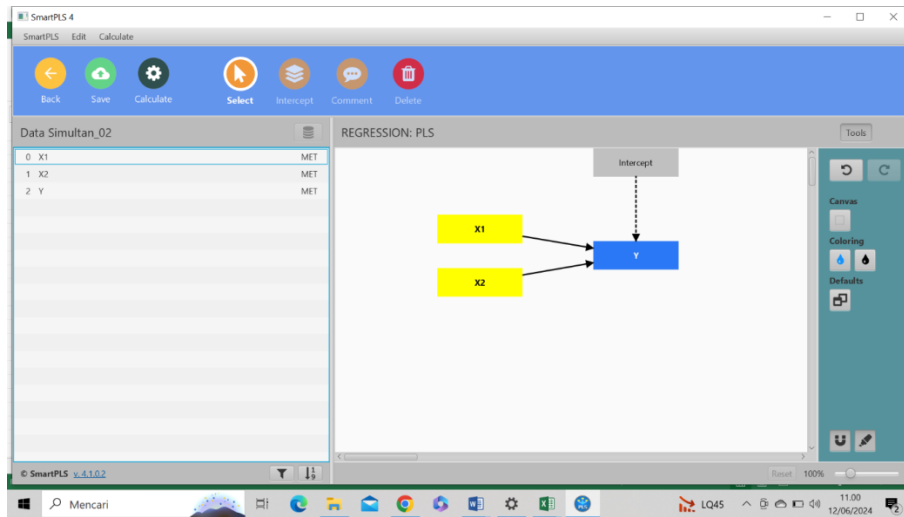 SmartPLS 4
SmartPLS Edit Calculate
Back Save Calculate Select Intercept Comment Delete
Data Simultan_02
REGRESSION: PLS
Tools
0 X1 MET
1 X2 MET
2 Y MET
Intercept
X1
Y
X2
Canvas
Coloring
Defaults
© SmartPLS v. 4.1.0.2
Reset 100%
Mencari
LQ45
11.00
12/06/2024